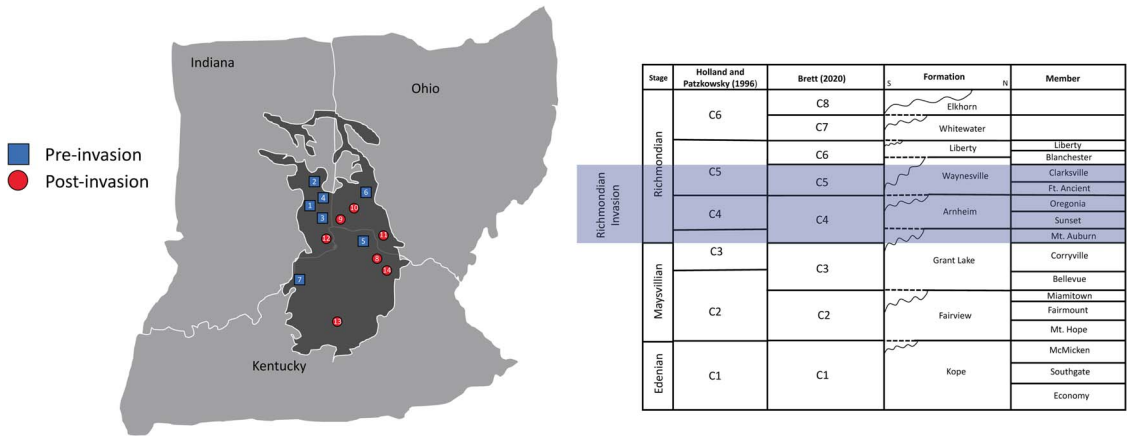 Indiana
Ohio
Kentucky
Pre-invasion
Post-invasion
2
4
1
3
6
10
9
12
11
5
8
14
7
13
Richmondian
Invasion
Stage
Holland and
Patzkowsky (1996)
Brett (2020)
Formation
S
N
Member
Richmondian
Maysvillian
Edenian
C6
C5
C4
C3
C2
C1
C8
C7
C6
C5
C4
C3
C2
C1
Elkhorn
Whitewater
Liberty
Waynesville
Arnheim
Grant Lake
Fairview
Kope
Liberty
Blanchester
Clarksville
Ft. Ancient
Oregonia
Sunset
Mt. Auburn
Corryville
Bellevue
Miamitown
Fairmount
Mt. Hope
McMicken
Southgate
Economy